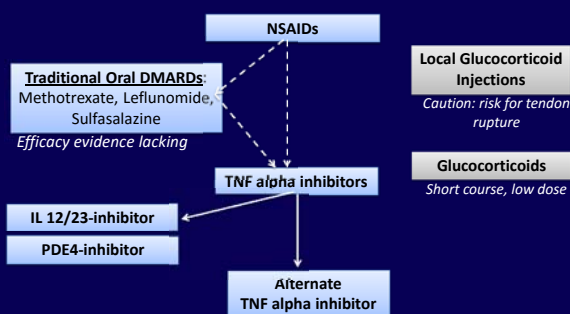 NSAIDs
Traditional Oral DMARDs:
Methotrexate, Leflunomide,
Sulfasalazine
Efficacy evidence lacking
Local Glucocorticoid
Injections
Caution: risk for tendon
rupture
Glucocorticoids
Short course, low dose
TNF alpha inhibitors
IL 12/23-inhibitor
PDE4-inhibitor
Alternate
TNF alpha inhibitor